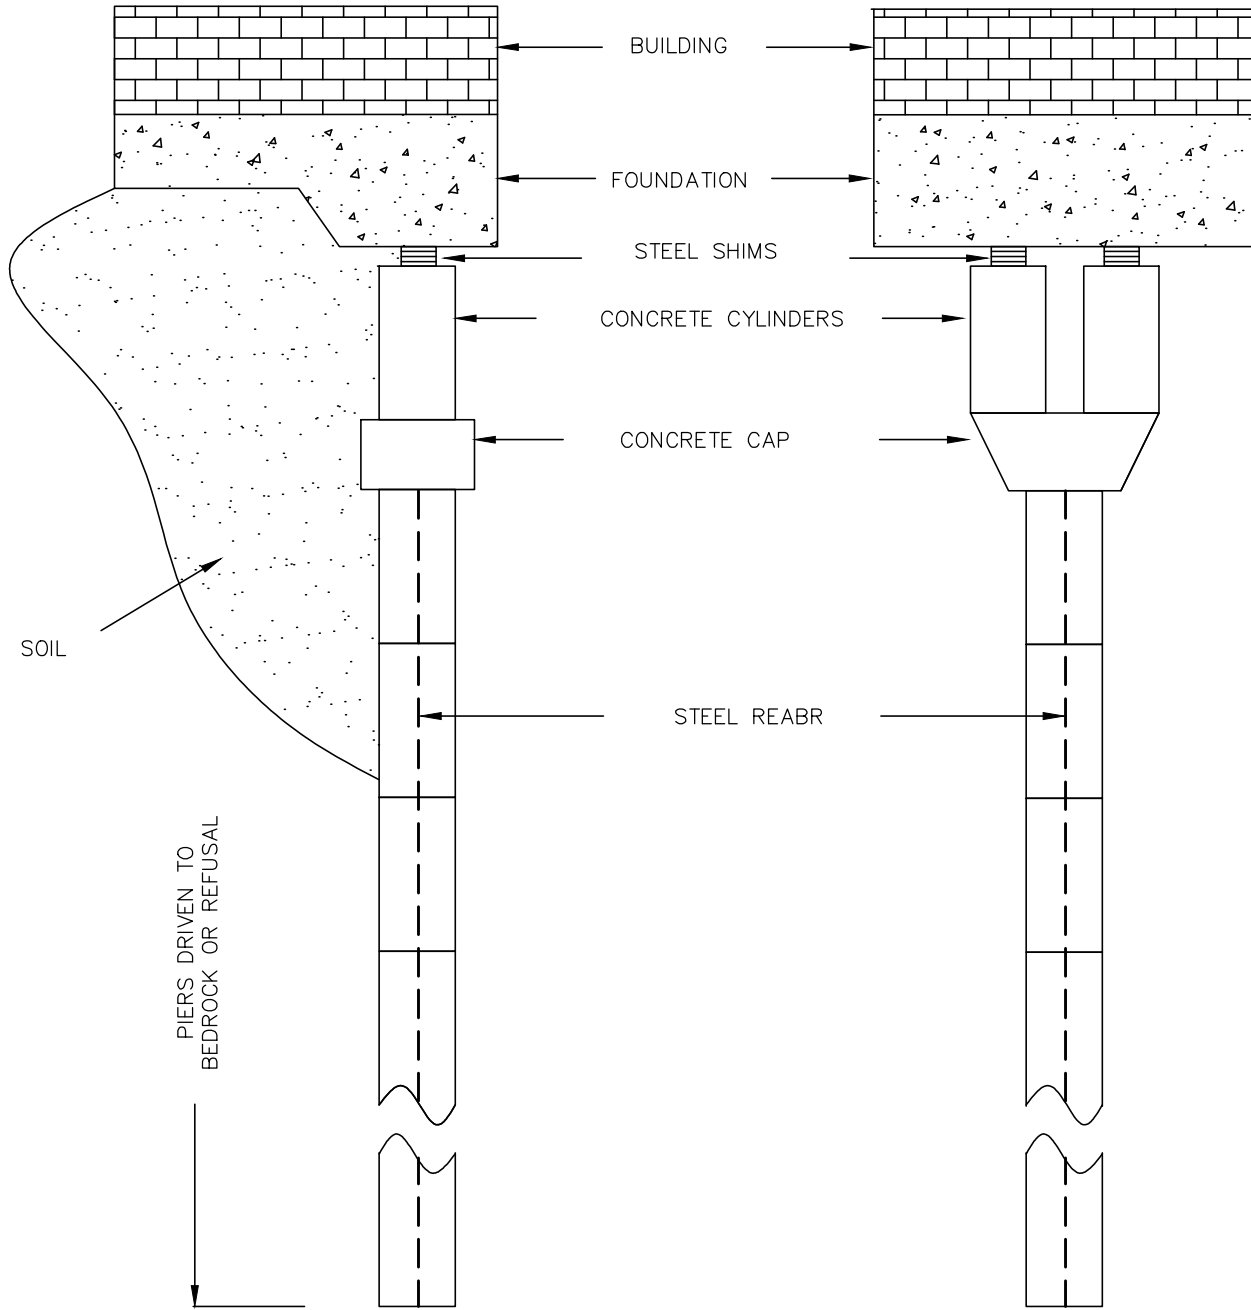 BUILDING
FOUNDATION
STEEL SHIMS
CONCRETE CYLINDERS
CONCRETE CAP
SOIL
STEEL REABR
PIERS DRIVEN TO
BEDROCK OR REFUSAL